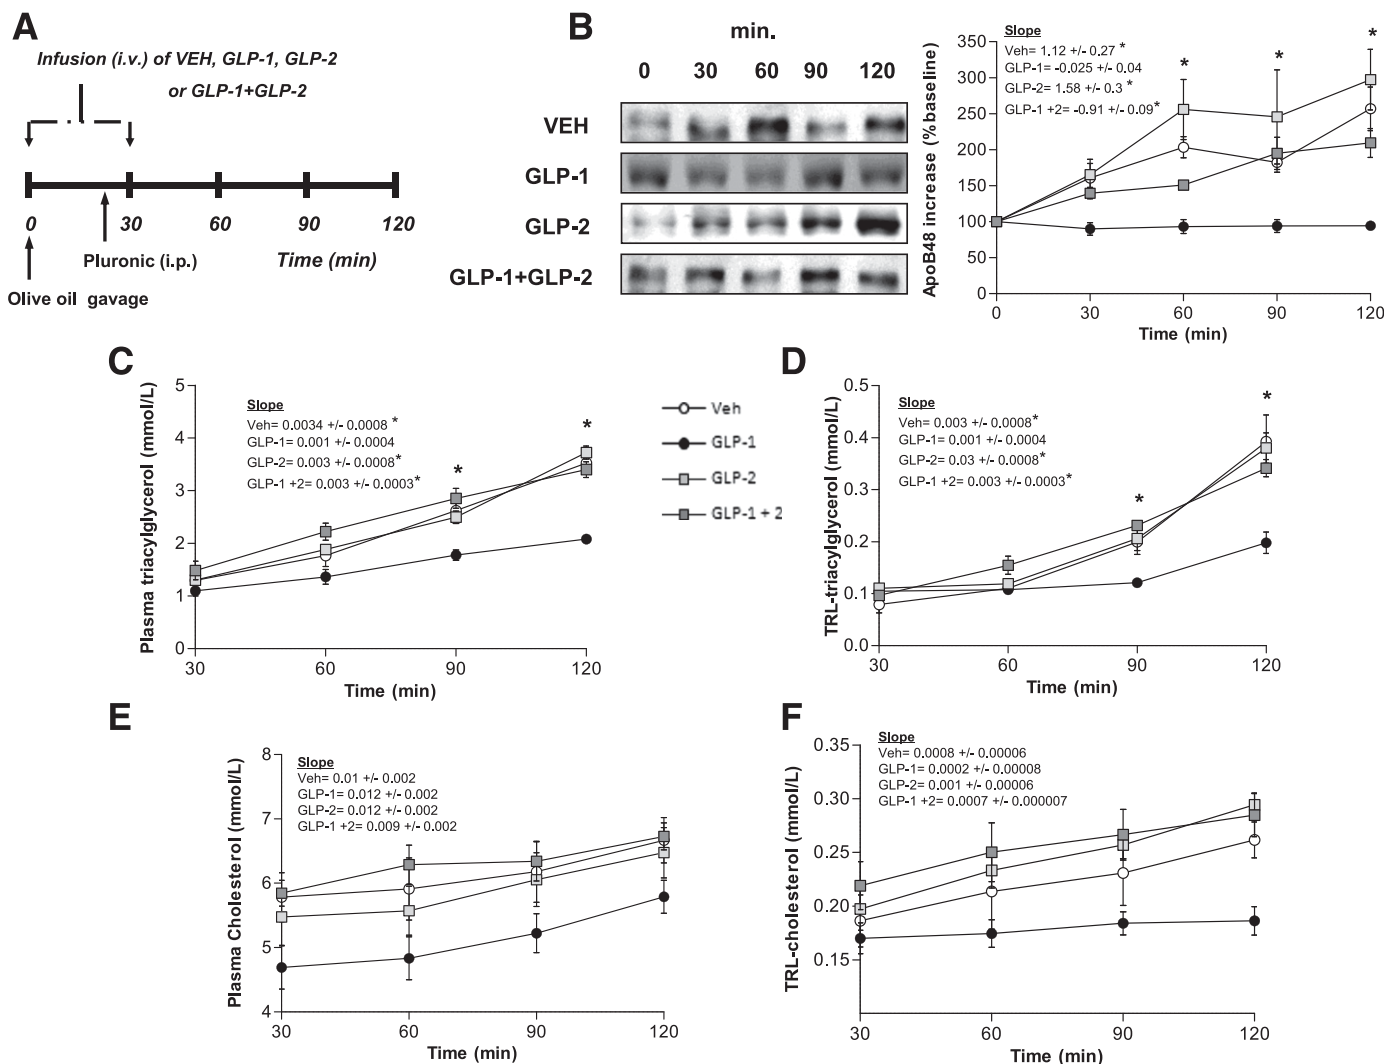 A
Infusion (i.v.) of VEH, GLP-1, GLP-2
or GLP-1+GLP-2
0 30 60 90 120
Pluronic (i.p.) Time (min)
Olive oil gavage
B
min.
0 30 60 90 120
VEH
GLP-1
GLP-2
GLP-1+GLP-2
ApoB48 increase (%baseline)
350
300
250
200
150
100
50
0
Slope
Veh= 1.12 +/- 0.27 *
GLP-1= -0.025 +/- 0.04
GLP-2= 1.58 +/- 0.3 *
GLP-1 +2= -0.91 +/- 0.09 *
* * *
0 30 60 90 120
Time (min)
C
Plasma triacylglycerol (mmol/L)
5
4
3
2
1
0
Slope
Veh= 0.0034 +/- 0.0008 *
GLP-1= 0.001 +/- 0.0004
GLP-2= 0.003 +/- 0.0008 *
GLP-1 +2= 0.003 +/- 0.0003 *
* *
30 60 90 120
Time (min)
Veh
GLP-1
GLP-2
GLP-1 + 2
D
TRL-triacylglycerol (mmol/L)
0.5
0.4
0.3
0.2
0.1
0.0
Slope
Veh= 0.003 +/- 0.0008 *
GLP-1= 0.001 +/- 0.0004
GLP-2= 0.03 +/- 0.0008 *
GLP-1 +2= 0.003 +/- 0.0003 *
* *
30 60 90 120
Time (min)
E
Plasma Cholesterol (mmol/L)
8
7
6
5
4
Slope
Veh= 0.01 +/- 0.002
GLP-1= 0.012 +/- 0.002
GLP-2= 0.012 +/- 0.002
GLP-1 +2= 0.009 +/- 0.002
30 60 90 120
Time (min)
F
TRL-cholesterol (mmol/L)
0.35
0.30
0.25
0.20
0.15
Slope
Veh= 0.0008 +/- 0.00006
GLP-1= 0.0002 +/- 0.00008
GLP-2= 0.001 +/- 0.00006
GLP-1 +2= 0.0007 +/- 0.000007
30 60 90 120
Time (min)